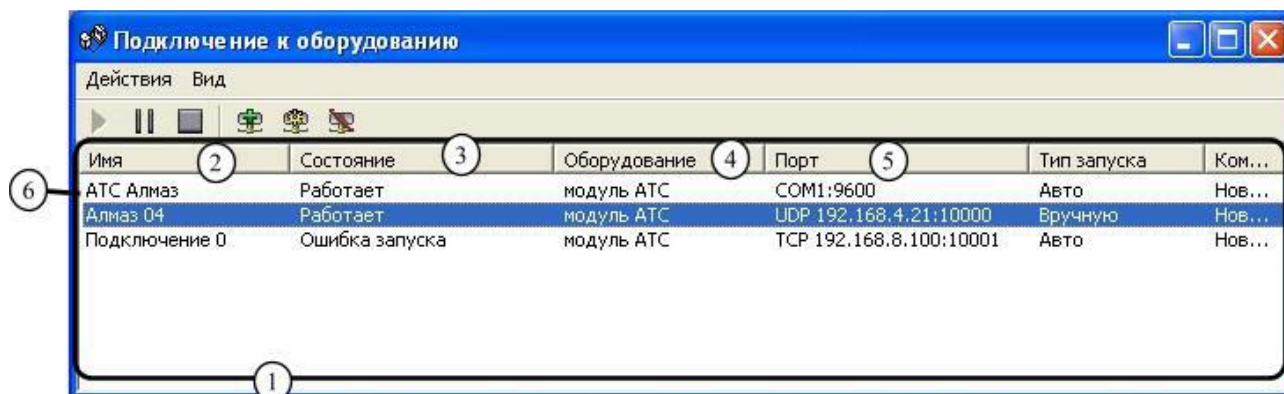 Подключение к оборудованию
Действия Вид
Имя 2 Состояние 3 Оборудование 4 Порт 5 Тип запуска Ком...
6 АТС Алмаз Работает модуль АТС COM1:9600 Авто Нов...
Алмаз 04 Работает модуль АТС UDP 192.168.4.21:10000 Вручную Нов...
Подключение 0 Ошибка запуска модуль АТС TCP 192.168.8.100:10001 Авто Нов...
1